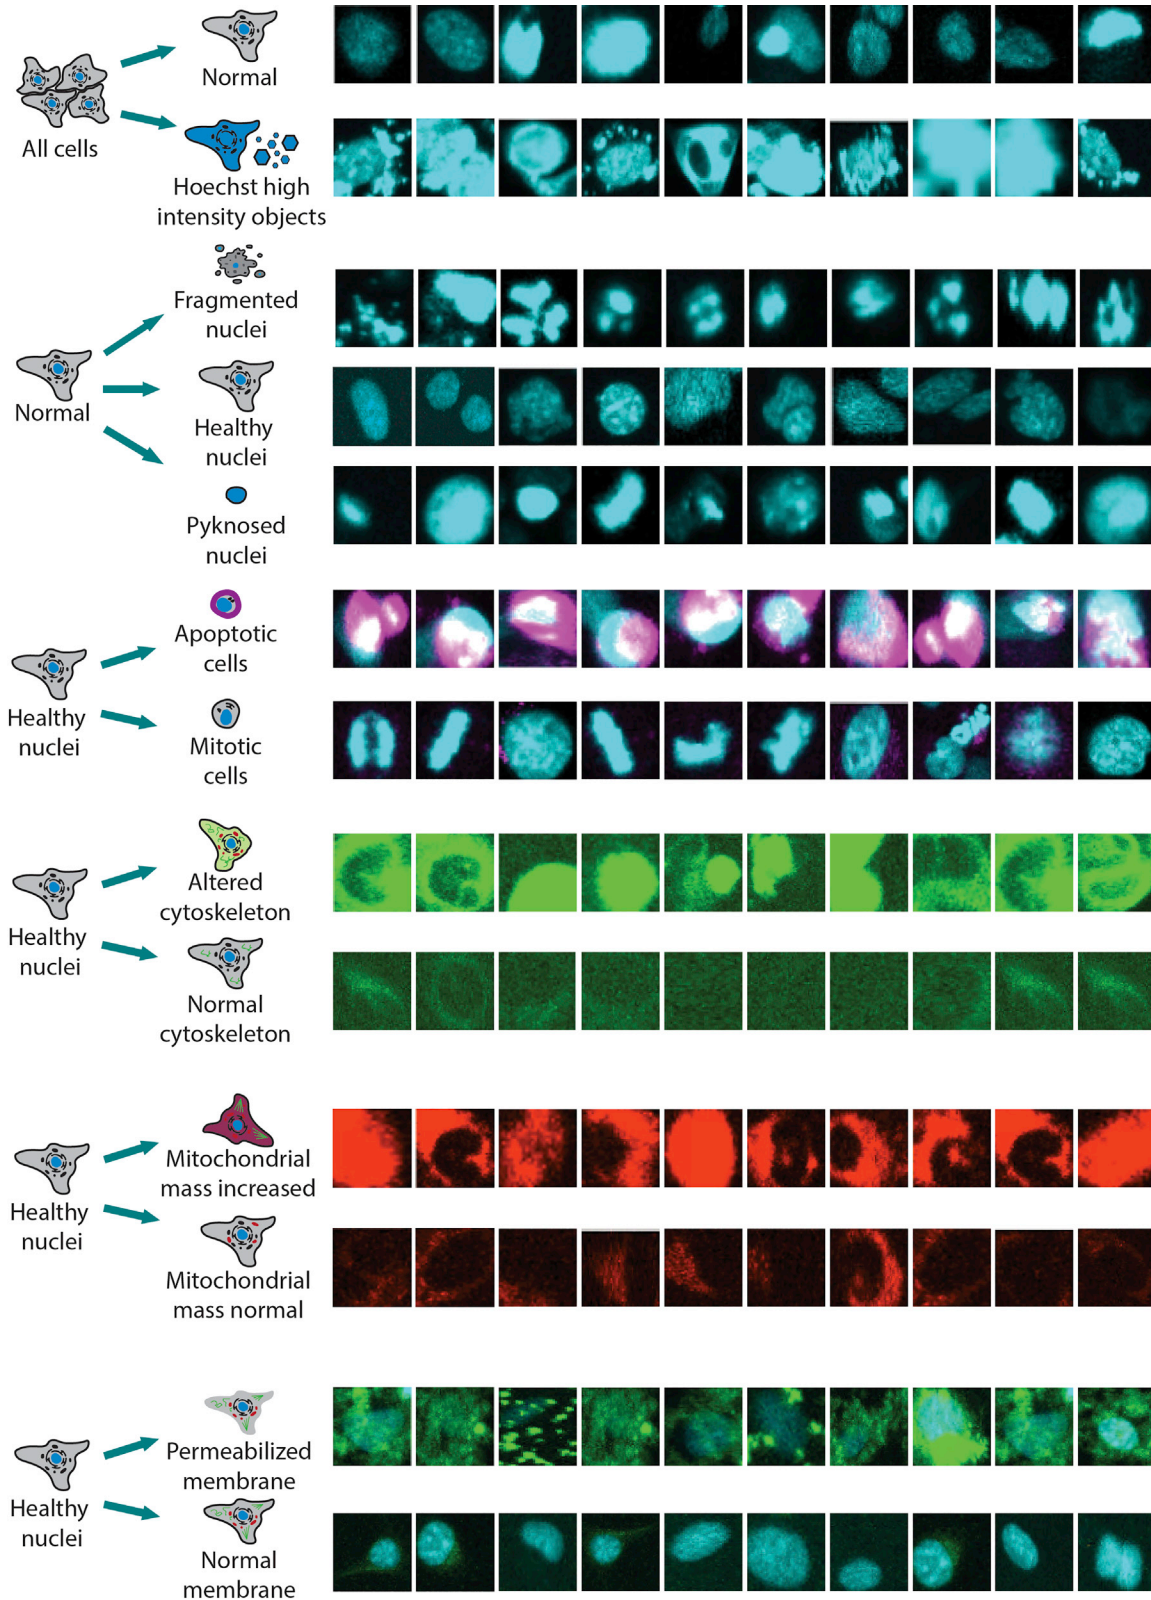 Normal
All cells
Hoechst high
intensity objects
Fragmented
nuclei
Normal
Healthy
nuclei
Pyknosed
nuclei
Apoptotic
cells
Healthy
nuclei
Mitotic
cells
Altered
cytoskeleton
Healthy
nuclei
Normal
cytoskeleton
Mitochondrial
mass increased
Healthy
nuclei
Mitochondrial
mass normal
Permeabilized
membrane
Healthy
nuclei
Normal
membrane